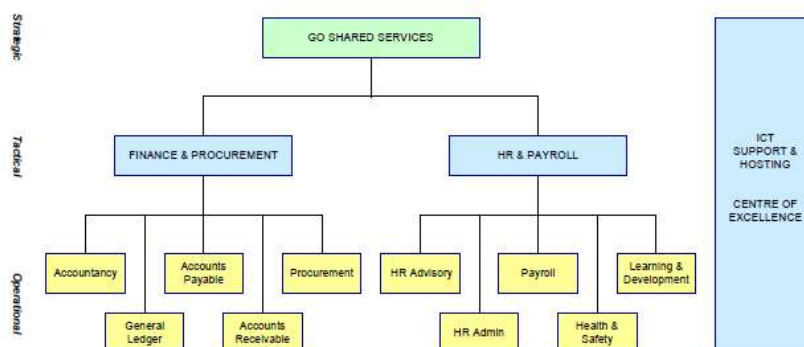 Strategic
GO SHARED SERVICES
Tactical
FINANCE & PROCUREMENT
HR & PAYROLL
ICT
SUPPORT &
HOSTING
CENTRE OF
EXCELLENCE
Operational
Accountancy
Accounts
Payable
Procurement
HR Advisory
Payroll
Learning &
Development
General
Ledger
Accounts
Receivable
HR Admin
Health &
Safety